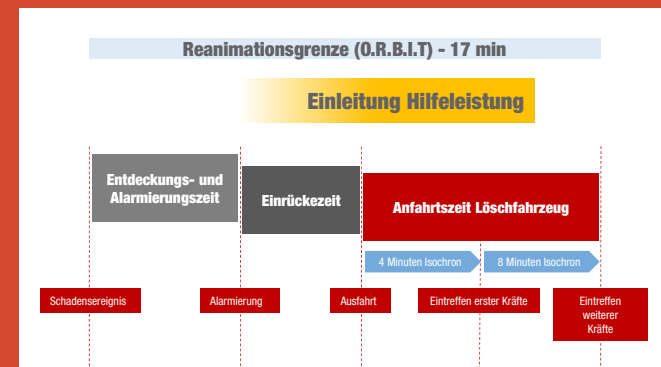 Reanimationsgrenze (O.R.B.I.T) - 17 min
Einleitung Hilfeleistung
Entdeckungs- und
Alarmierungszeit
Einrückezeit
Anfahrtszeit Löschfahrzeug
4 Minuten Isochron
8 Minuten Isochron
Schadensereignis
Alarmierung
Ausfahrt
Eintreffen erster Kräfte
Eintreffen
weiterer
Kräfte